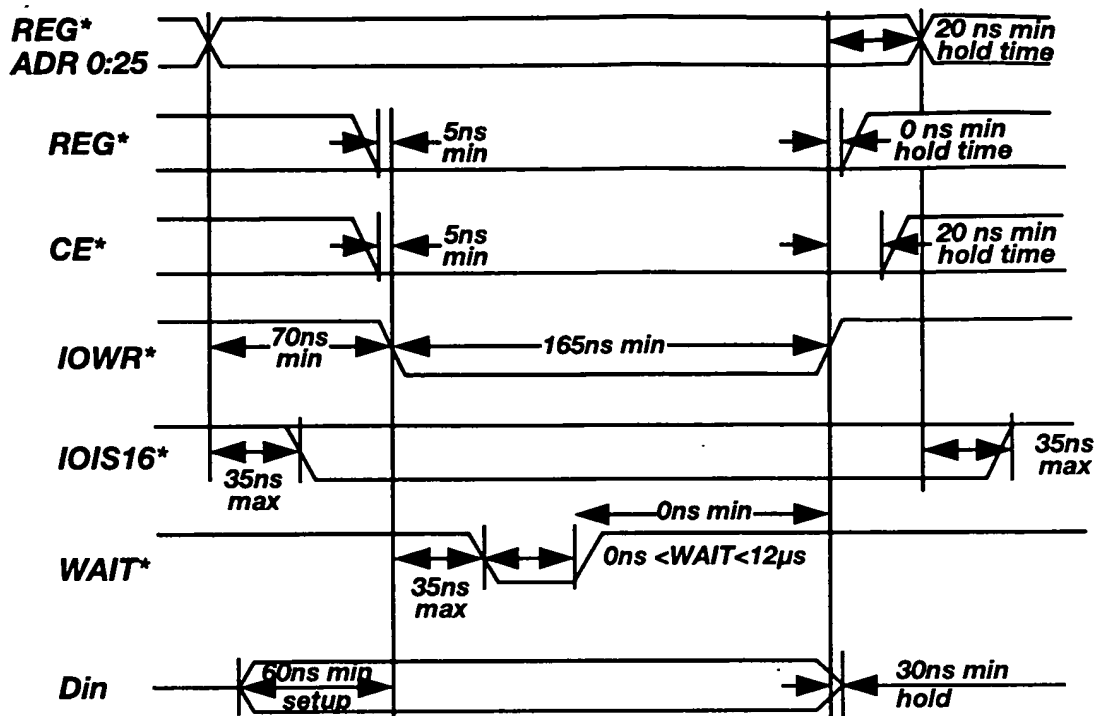 REG*
ADR 0:25
20 ns min
hold time
REG*
5ns
min
0 ns min
hold time
CE*
5ns
min
20 ns min
hold time
IOWR*
70ns
min
165ns min
IOIS16*
35ns
max
35ns
max
WAIT*
35ns
max
0ns min
0ns <WAIT<12µs
Din
60ns min
setup
30ns min
hold